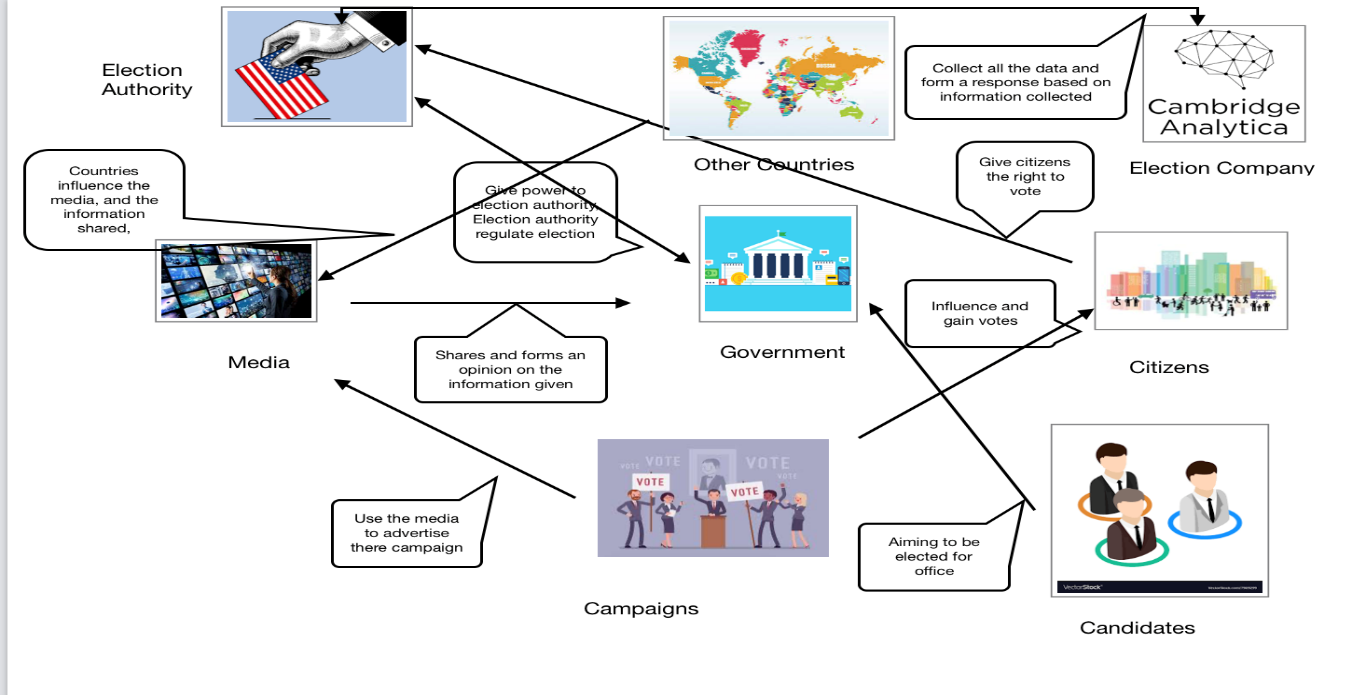 Election
Authority
Collect all the data and
form a response based on
information collected
Cambridge
Analytica
Election Company
Other Countries
Give citizens
the right to
vote
Countries
influence the
media, and the
information
shared,
Give power to
election authority,
Election authority
regulate election
Media
Government
Influence and
gain votes
Citizens
Shares and forms an
opinion on the
information given
VOTE
VOTE
VOTE
VOTE
VOTE
VOTE
Use the media
to advertise
there campaign
Campaigns
Aiming to be
elected for
office
VectorStock
Candidates